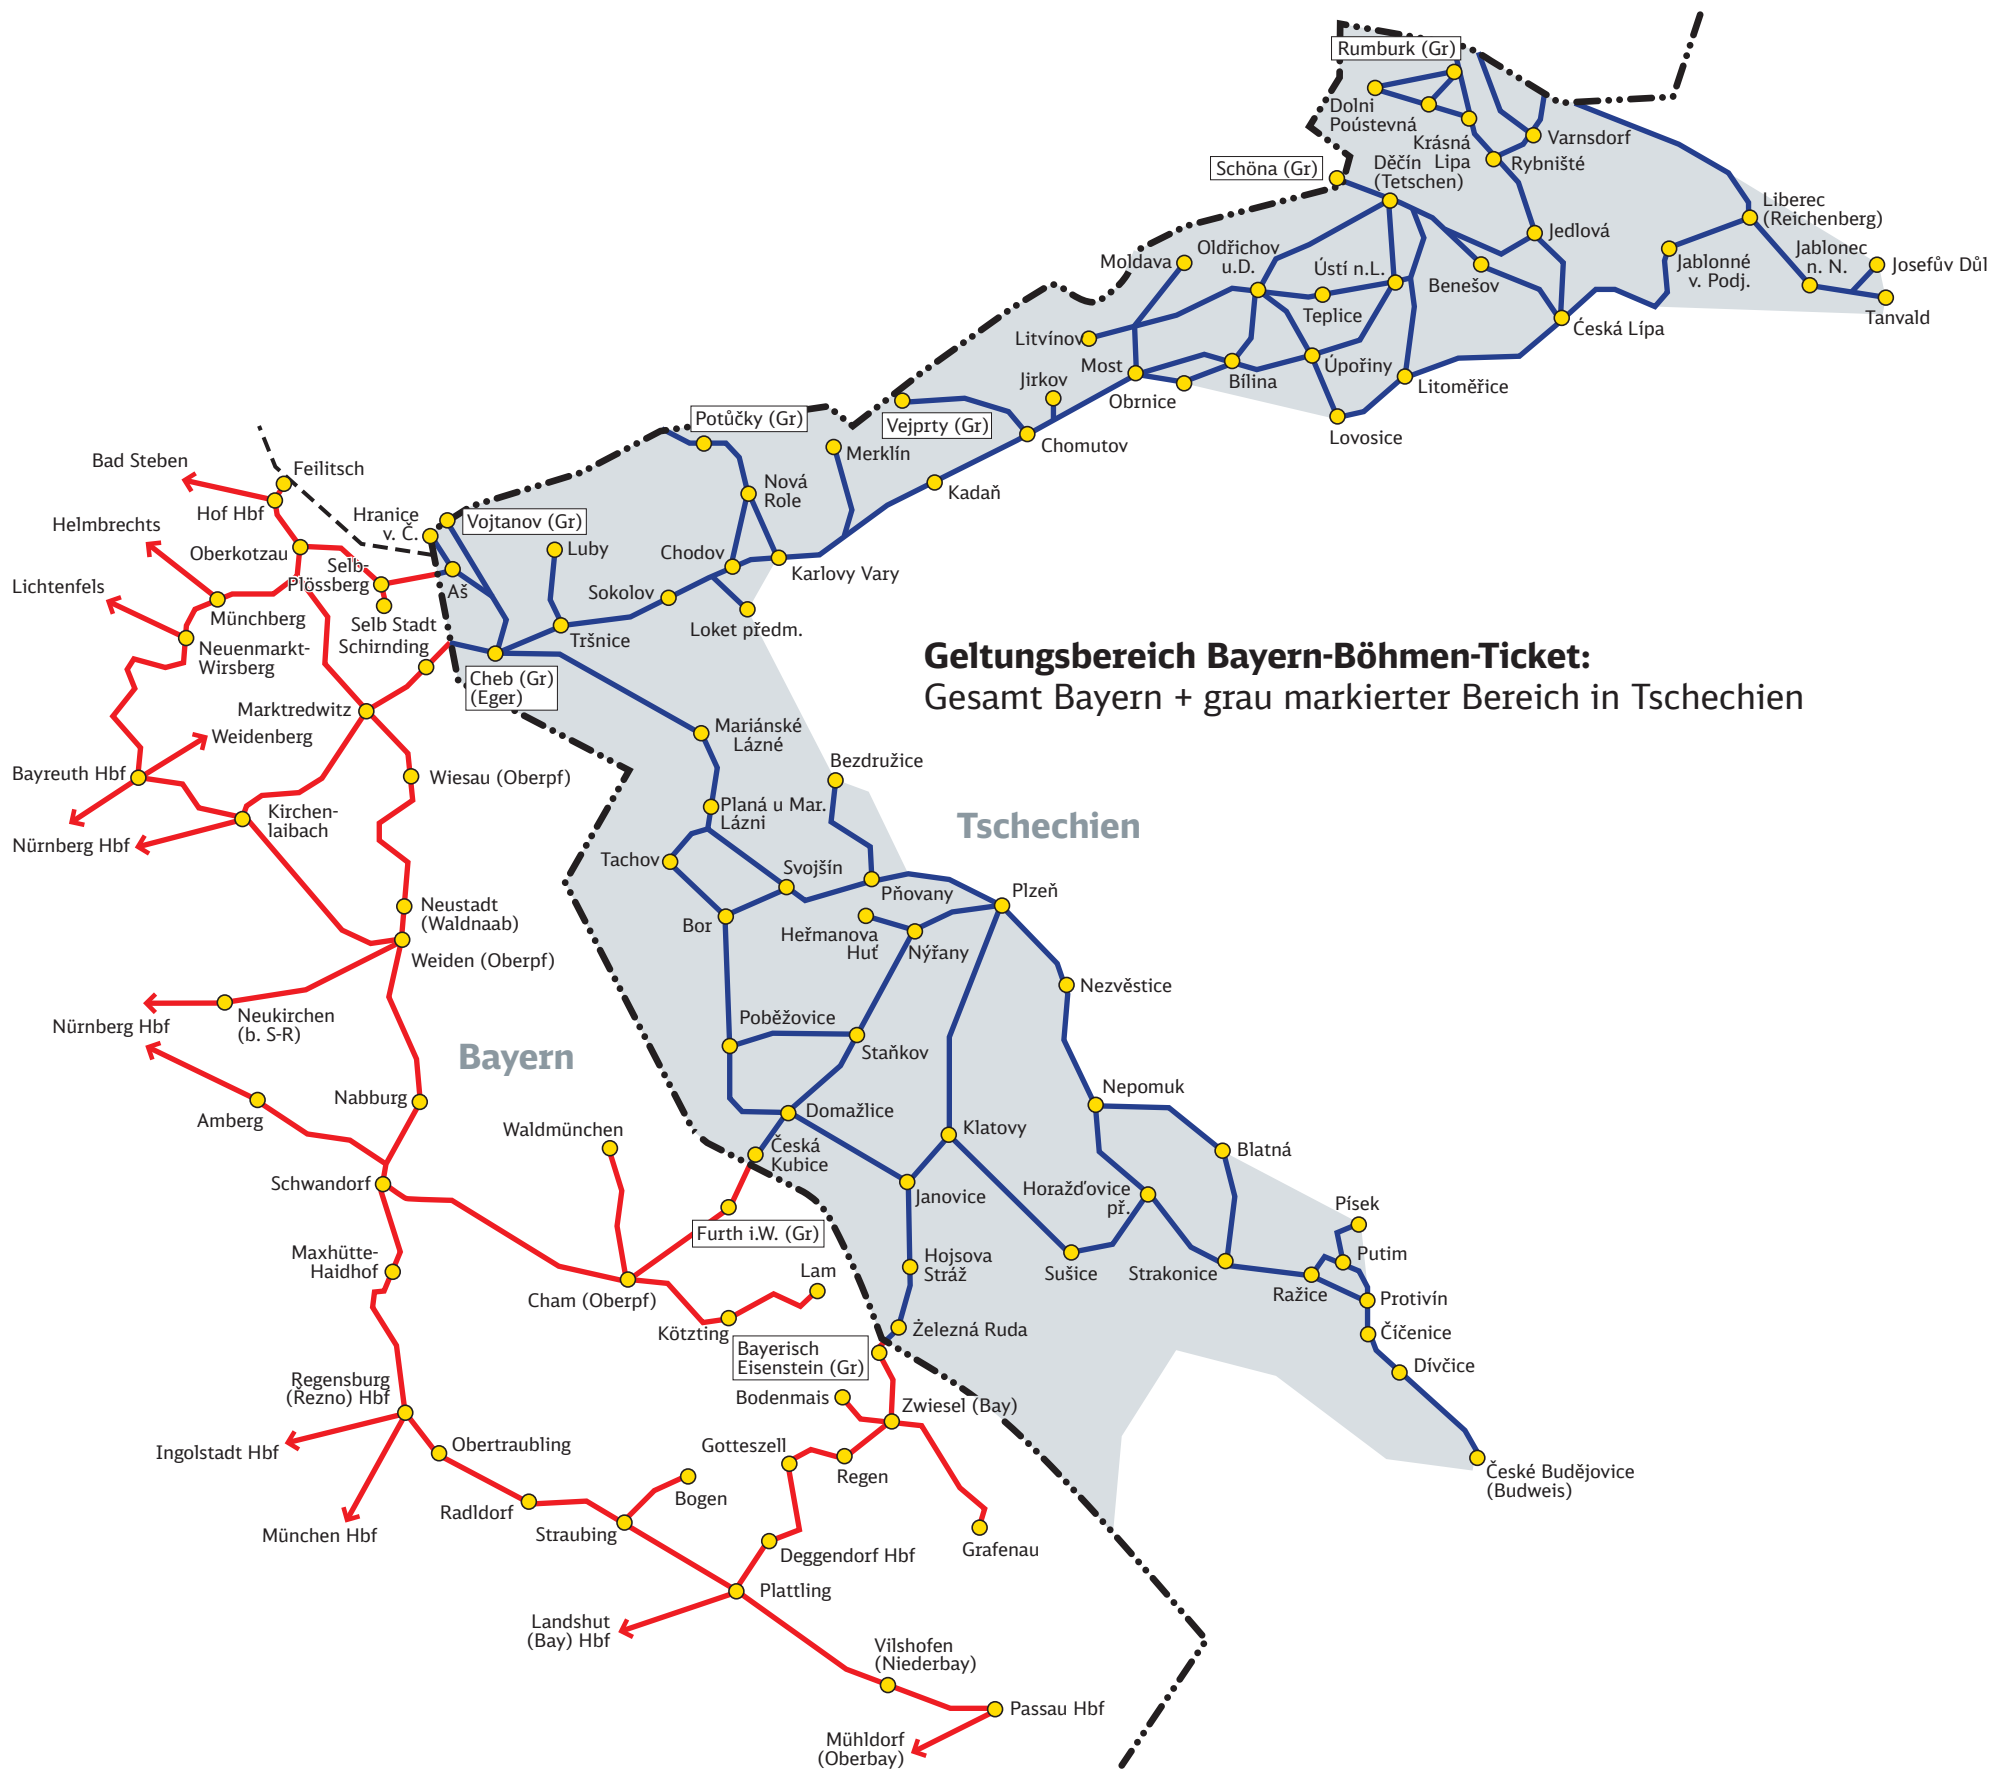 Rumburk (Gr)
Dolni
Poústevná
Krásná
Lipa
Varnsdorf
Rybniště
Schöna (Gr)
Děčín
(Tetschen)
Liberec
(Reichenberg)
Jedlová
Jablonec
n. N.
Josefův Důl
Jablonné
v. Podj.
Tanvald
Moldava
Oldřichov
u.D.
Ústí n.L.
Benešov
Teplice
Česká Lípa
Litvínov
Most
Úpořiny
Litoměřice
Jirkov
Obrnice
Bílina
Lovosice
Potůčky (Gr)
Vejprty (Gr)
Chomutov
Merklín
Kadaň
Nová
Role
Bad Steben
Feilitsch
Hof Hbf
Hranice
v. Č.
Vojtanov (Gr)
Helmbrechts
Oberkotzau
Luby
Chodov
Karlovy Vary
Selb-
Plössberg
Aš
Sokolov
Lichtenfels
Münchberg
Selb Stadt
Schirnding
Tršnice
Loket předm.
Neuenmarkt-
Wirsberg
Cheb (Gr)
(Eger)
Geltungsbereich Bayern-Böhmen-Ticket:
Gesamt Bayern + grau markierter Bereich in Tschechien
Marktredwitz
Weidenberg
Mariánské
Lázné
Bayreuth Hbf
Wiesau (Oberpf)
Bezdružice
Kirchen-
laibach
Planá u Mar.
Lázni
Tschechien
Nürnberg Hbf
Tachov
Svojšín
Pňovany
Plzeň
Neustadt
(Waldnaab)
Bor
Heřmanova
Huť
Nýřany
Weiden (Oberpf)
Nezvěstice
Neukirchen
(b. S-R)
Nürnberg Hbf
Poběžovice
Staňkov
Bayern
Nabburg
Amberg
Nepomuk
Domažlice
Waldmünchen
Klatovy
Česká
Kubice
Blatná
Schwandorf
Janovice
Horažďovice
př.
Písek
Furth i.W. (Gr)
Putim
Maxhütte-
Haidhof
Hojsova
Stráž
Sušice
Strakonice
Ražice
Lam
Cham (Oberpf)
Protivín
Kötzting
Železná Ruda
Číčenice
Bayerisch
Eisenstein (Gr)
Dívčice
Regensburg
(Řezno) Hbf
Bodenmais
Zwiesel (Bay)
Ingolstadt Hbf
Obertraubling
Gotteszell
Regen
České Budějovice
(Budweis)
Bogen
Radldorf
München Hbf
Straubing
Deggendorf Hbf
Grafenau
Plattling
Landshut
(Bay) Hbf
Vilshofen
(Niederbay)
Passau Hbf
Mühldorf
(Oberbay)